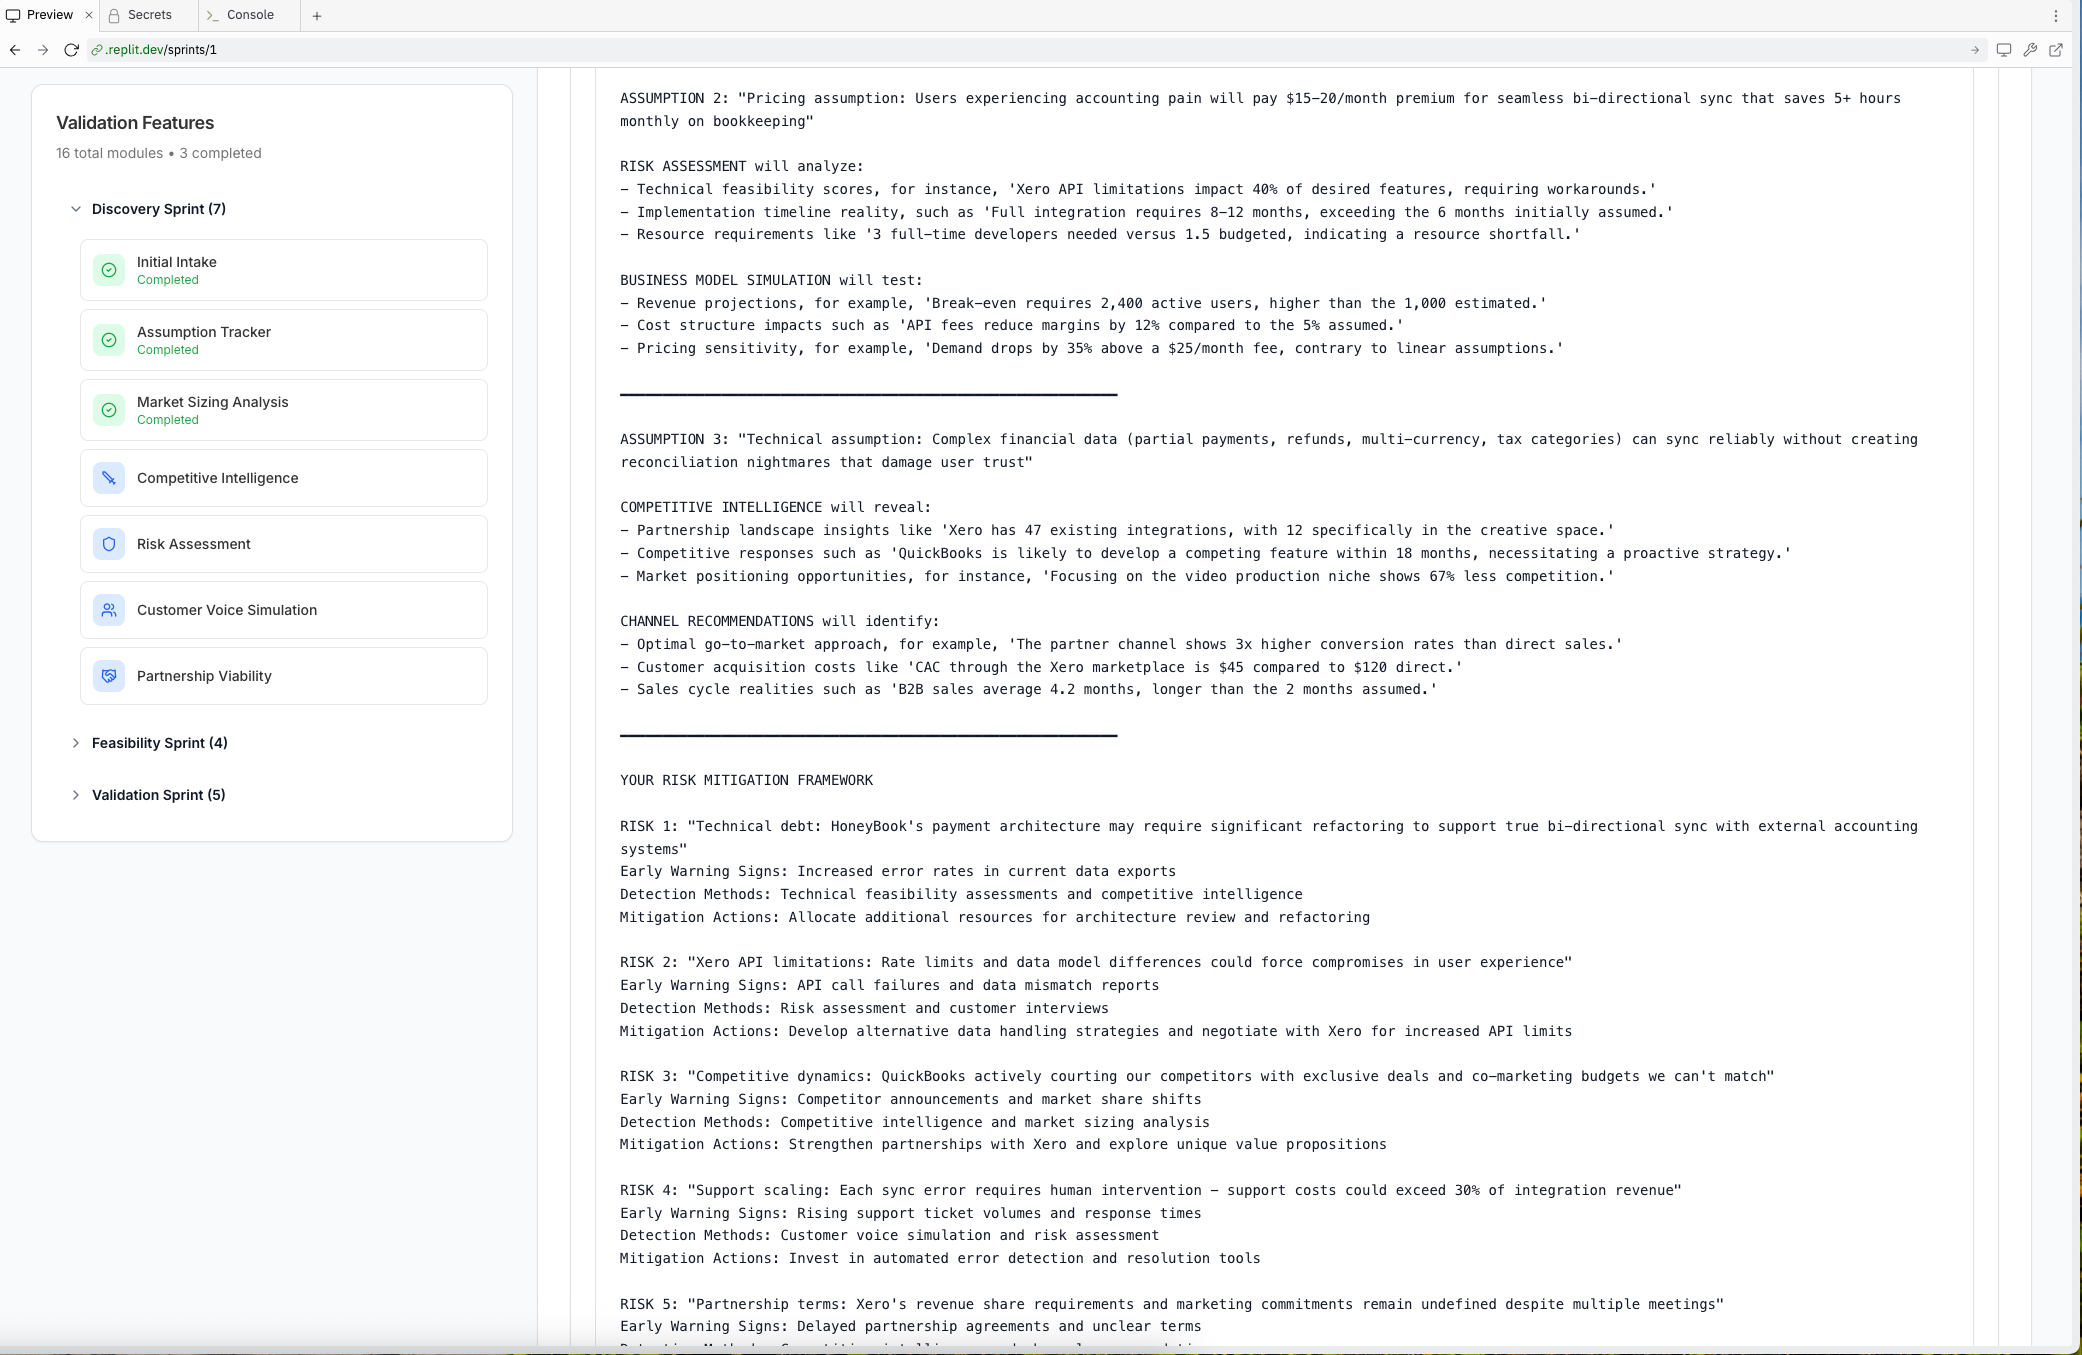 Preview
Secrets
Console
.replit.dev/sprints/1
Validation Features
16 total modules • 3 completed
Discovery Sprint (7)
Initial Intake
Completed
Assumption Tracker
Completed
Market Sizing Analysis
Completed
Competitive Intelligence
Risk Assessment
Customer Voice Simulation
Partnership Viability
Feasibility Sprint (4)
Validation Sprint (5)
ASSUMPTION 2: "Pricing assumption: Users experiencing accounting pain will pay $15-20/month premium for seamless bi-directional sync that saves 5+ hours
monthly on bookkeeping"
RISK ASSESSMENT will analyze:
- Technical feasibility scores, for instance, 'Xero API limitations impact 40% of desired features, requiring workarounds.'
- Implementation timeline reality, such as 'Full integration requires 8-12 months, exceeding the 6 months initially assumed.'
- Resource requirements like '3 full-time developers needed versus 1.5 budgeted, indicating a resource shortfall.'
BUSINESS MODEL SIMULATION will test:
- Revenue projections, for example, 'Break-even requires 2,400 active users, higher than the 1,000 estimated.'
- Cost structure impacts such as 'API fees reduce margins by 12% compared to the 5% assumed.'
- Pricing sensitivity, for example, 'Demand drops by 35% above a $25/month fee, contrary to linear assumptions.'
ASSUMPTION 3: "Technical assumption: Complex financial data (partial payments, refunds, multi-currency, tax categories) can sync reliably without creating
reconciliation nightmares that damage user trust"
COMPETITIVE INTELLIGENCE will reveal:
- Partnership landscape insights like 'Xero has 47 existing integrations, with 12 specifically in the creative space.'
- Competitive responses such as 'QuickBooks is likely to develop a competing feature within 18 months, necessitating a proactive strategy.'
- Market positioning opportunities, for instance, 'Focusing on the video production niche shows 67% less competition.'
CHANNEL RECOMMENDATIONS will identify:
- Optimal go-to-market approach, for example, 'The partner channel shows 3x higher conversion rates than direct sales.'
- Customer acquisition costs like 'CAC through the Xero marketplace is $45 compared to $120 direct.'
- Sales cycle realities such as 'B2B sales average 4.2 months, longer than the 2 months assumed.'
YOUR RISK MITIGATION FRAMEWORK
RISK 1: "Technical debt: HoneyBook's payment architecture may require significant refactoring to support true bi-directional sync with external accounting
systems"
Early Warning Signs: Increased error rates in current data exports
Detection Methods: Technical feasibility assessments and competitive intelligence
Mitigation Actions: Allocate additional resources for architecture review and refactoring
RISK 2: "Xero API limitations: Rate limits and data model differences could force compromises in user experience"
Early Warning Signs: API call failures and data mismatch reports
Detection Methods: Risk assessment and customer interviews
Mitigation Actions: Develop alternative data handling strategies and negotiate with Xero for increased API limits
RISK 3: "Competitive dynamics: QuickBooks actively courting our competitors with exclusive deals and co-marketing budgets we can't match"
Early Warning Signs: Competitor announcements and market share shifts
Detection Methods: Competitive intelligence and market sizing analysis
Mitigation Actions: Strengthen partnerships with Xero and explore unique value propositions
RISK 4: "Support scaling: Each sync error requires human intervention - support costs could exceed 30% of integration revenue"
Early Warning Signs: Rising support ticket volumes and response times
Detection Methods: Customer voice simulation and risk assessment
Mitigation Actions: Invest in automated error detection and resolution tools
RISK 5: "Partnership terms: Xero's revenue share requirements and marketing commitments remain undefined despite multiple meetings"
Early Warning Signs: Delayed partnership agreements and unclear terms